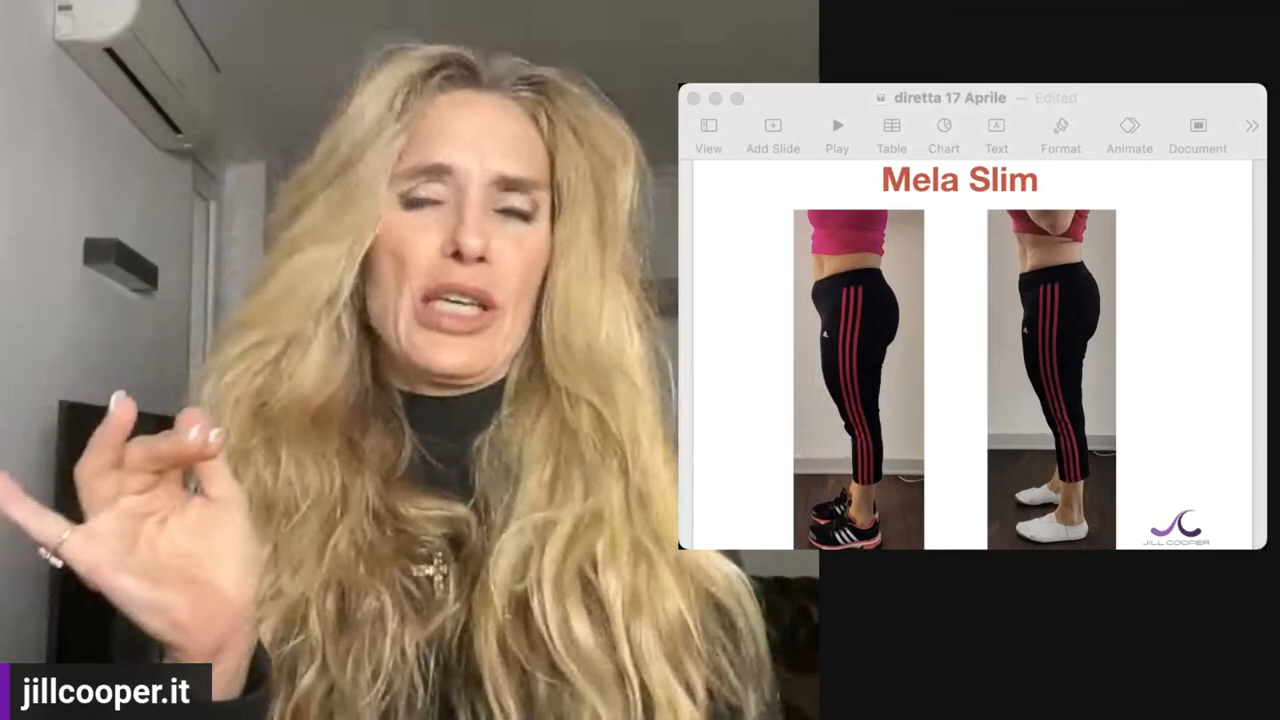 diretta 17 Aprile — Edited
View Add Slide Play Table Chart Text Format Animate Document
Mela Slim
JILL COOPER
jillcooper.it